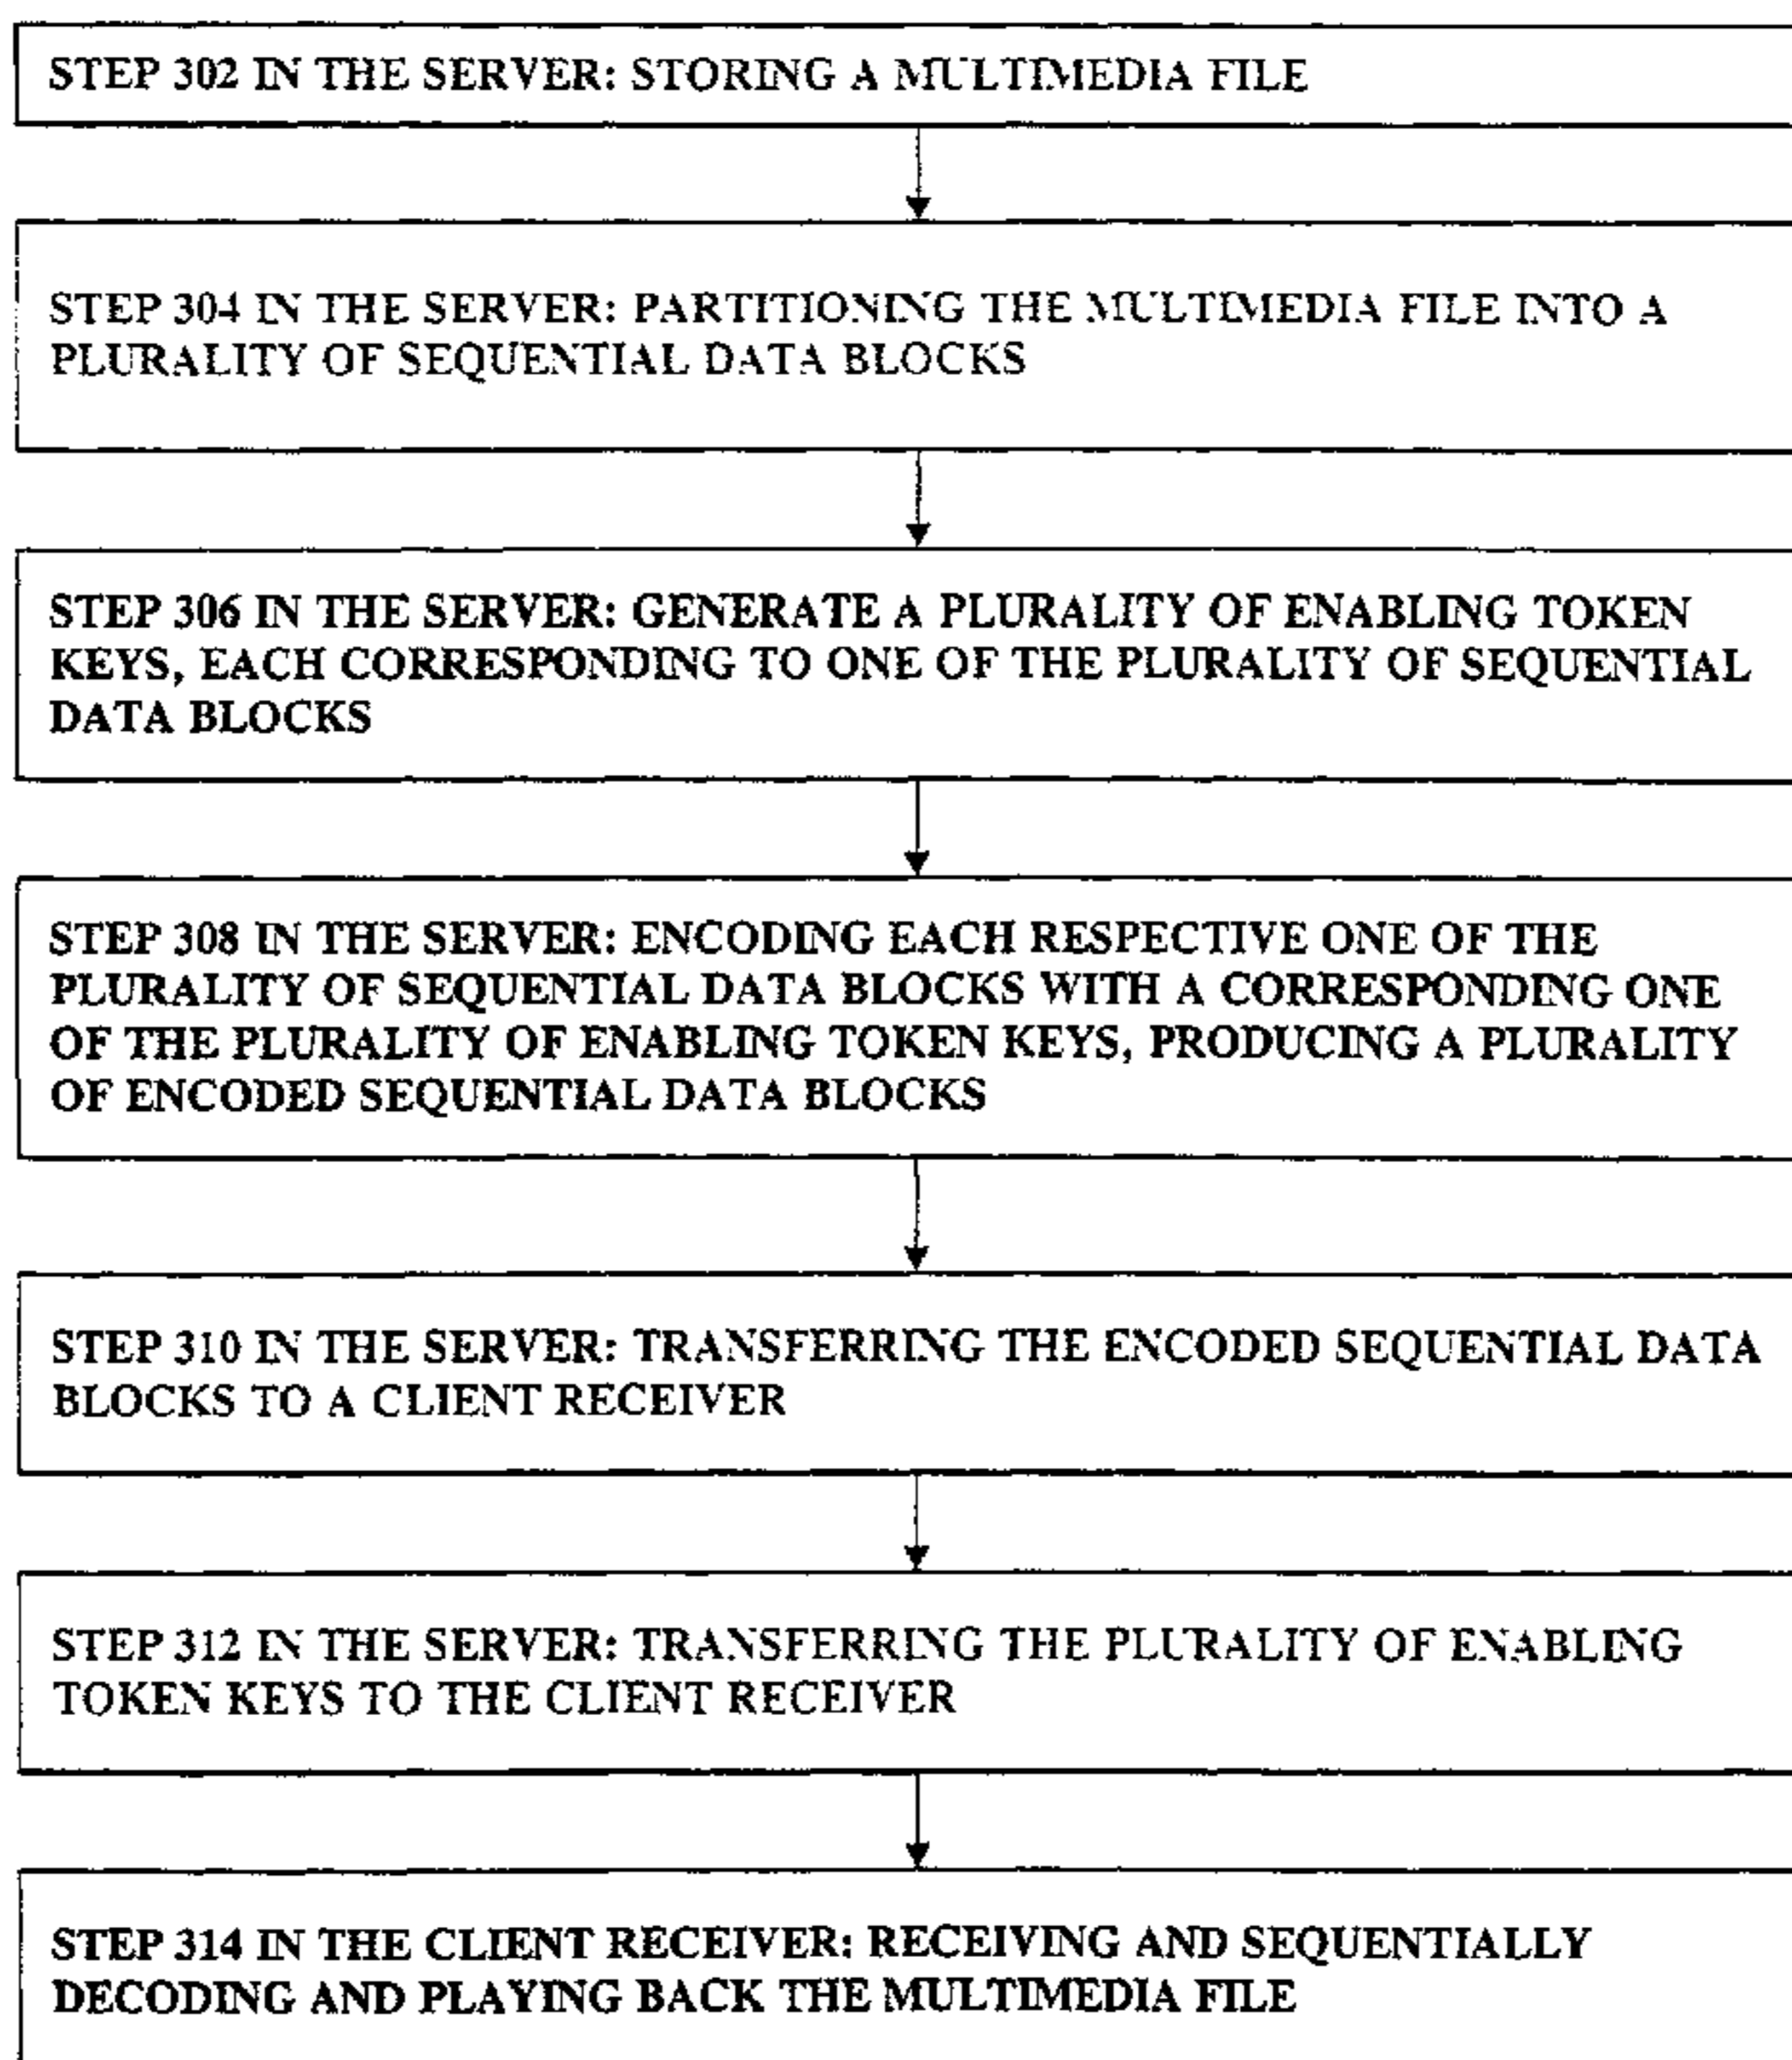 STEP 302 IN THE SERVER: STORING A MULTIMEDIA FILE
STEP 304 IN THE SERVER: PARTITIONING THE MULTIMEDIA FILE INTO A
PLURALITY OF SEQUENTIAL DATA BLOCKS
STEP 306 IN THE SERVER: GENERATE A PLURALITY OF ENABLING TOKEN
KEYS, EACH CORRESPONDING TO ONE OF THE PLURALITY OF SEQUENTIAL
DATA BLOCKS
STEP 308 IN THE SERVER: ENCODING EACH RESPECTIVE ONE OF THE
PLURALITY OF SEQUENTIAL DATA BLOCKS WITH A CORRESPONDING ONE
OF THE PLURALITY OF ENABLING TOKEN KEYS, PRODUCING A PLURALITY
OF ENCODED SEQUENTIAL DATA BLOCKS
STEP 310 IN THE SERVER: TRANSFERRING THE ENCODED SEQUENTIAL DATA
BLOCKS TO A CLIENT RECEIVER
STEP 312 IN THE SERVER: TRANSFERRING THE PLURALITY OF ENABLING
TOKEN KEYS TO THE CLIENT RECEIVER
STEP 314 IN THE CLIENT RECEIVER: RECEIVING AND SEQUENTIALLY
DECODING AND PLAYING BACK THE MULTIMEDIA FILE